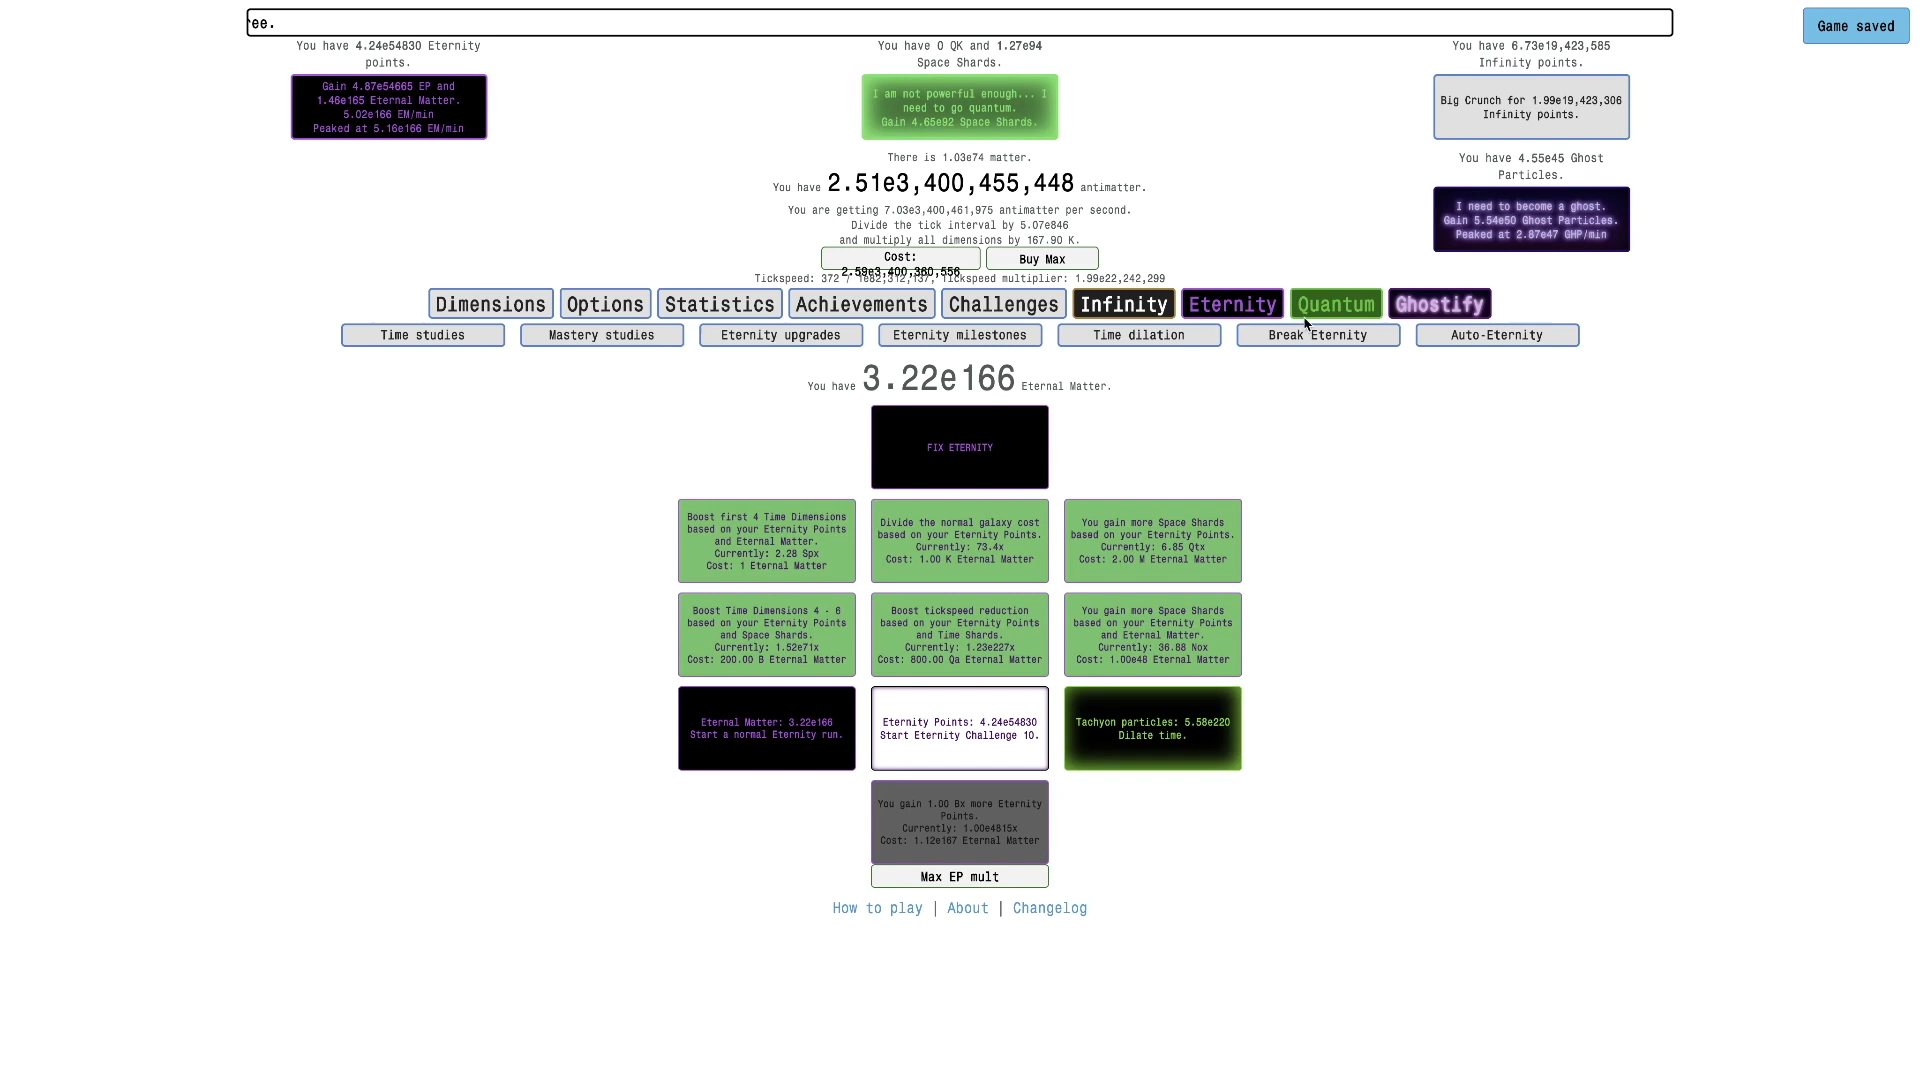 ee.
Game saved
You have 4.24e54830 Eternity
points.
Gain 4.87e54665 EP and
1.46e165 Eternal Matter.
5.02e166 EM/min
Peaked at 5.16e166 EM/min
You have 0 QK and 1.27e94
Space Shards.
I am not powerful enough... I
need to go quantum.
Gain 4.65e92 Space Shards.
You have 6.73e19,423,585
Infinity points.
Big Crunch for 1.99e19,423,306
Infinity points.
You have 4.55e45 Ghost
Particles.
I need to become a ghost.
Gain 5.54e50 Ghost Particles.
Peaked at 2.87e47 GHP/min
There is 1.03e74 matter.
You have 2.51e3,400,455,448 antimatter.
You are getting 7.03e3,400,461,975 antimatter per second.
Divide the tick interval by 5.07e846
and multiply all dimensions by 167.90 K.
Cost:
2.59e3,400,360,556
Buy Max
Tickspeed: 372 / 1e82,312,137, Tickspeed multiplier: 1.99e22,242,299
Dimensions
Options
Statistics
Achievements
Challenges
Infinity
Eternity
Quantum
Ghostify
Time studies
Mastery studies
Eternity upgrades
Eternity milestones
Time dilation
Break Eternity
Auto-Eternity
You have 3.22e166 Eternal Matter.
FIX ETERNITY
Boost first 4 Time Dimensions
based on your Eternity Points
and Eternal Matter.
Currently: 2.28 Spx
Cost: 1 Eternal Matter
Divide the normal galaxy cost
based on your Eternity Points.
Currently: 73.4x
Cost: 1.00 K Eternal Matter
You gain more Space Shards
based on your Eternity Points.
Currently: 6.85 Qtx
Cost: 2.00 M Eternal Matter
Boost Time Dimensions 4 - 6
based on your Eternity Points
and Space Shards.
Currently: 1.52e71x
Cost: 200.00 B Eternal Matter
Boost tickspeed reduction
based on your Eternity Points
and Time Shards.
Currently: 1.23e227x
Cost: 800.00 Qa Eternal Matter
You gain more Space Shards
based on your Eternity Points
and Eternal Matter.
Currently: 36.88 Nox
Cost: 1.00e48 Eternal Matter
Eternal Matter: 3.22e166
Start a normal Eternity run.
Eternity Points: 4.24e54830
Start Eternity Challenge 10.
Tachyon particles: 5.58e220
Dilate time.
You gain 1.00 Bx more Eternity
Points.
Currently: 1.00e4815x
Cost: 1.12e167 Eternal Matter
Max EP mult
How to play | About | Changelog